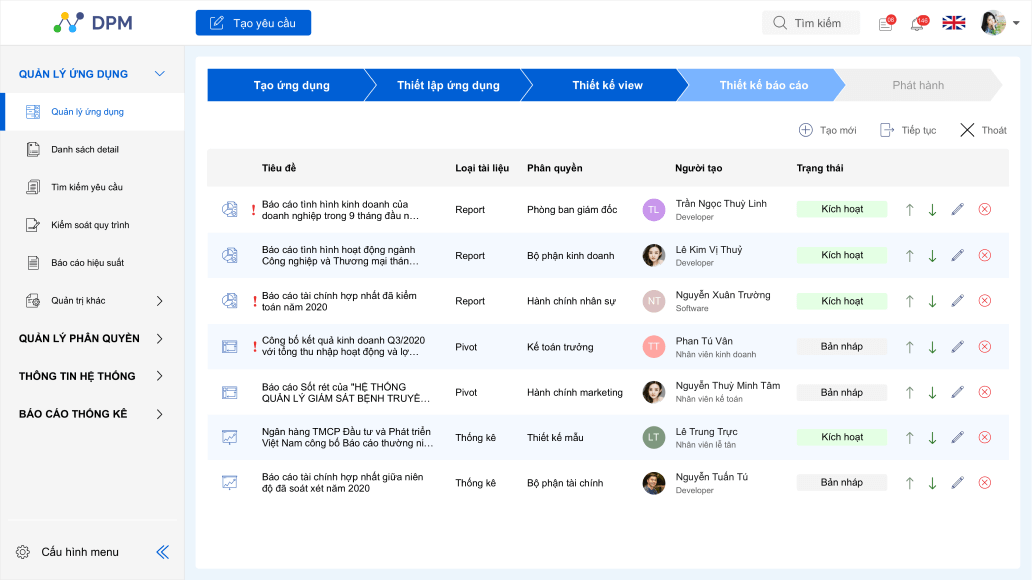 DPM
Tạo yêu cầu
Tìm kiếm
08
146
QUẢN LÝ ỨNG DỤNG
Quản lý ứng dụng
Danh sách detail
Tìm kiếm yêu cầu
Kiểm soát quy trình
Báo cáo hiệu suất
Quản trị khác
QUẢN LÝ PHÂN QUYỀN
THÔNG TIN HỆ THỐNG
BÁO CÁO THỐNG KÊ
Cấu hình menu
Tạo ứng dụng
Thiết lập ứng dụng
Thiết kế view
Thiết kế báo cáo
Phát hành
Tạo mới
Tiếp tục
Thoát
Tiêu đề Loại tài liệu Phân quyền Người tạo Trạng thái
! Báo cáo tình hình kinh doanh của
doanh nghiệp trong 9 tháng đầu n...
Report
Phòng ban giám đốc
TL
Trần Ngọc Thuỳ Linh
Developer
Kích hoạt
Báo cáo tình hình hoạt động ngành
Công nghiệp và Thương mại thán...
Report
Bộ phận kinh doanh
Lê Kim Vị Thuỷ
Developer
Kích hoạt
! Báo cáo tài chính hợp nhất đã kiểm
toán năm 2020
Report
Hành chính nhân sự
NT
Nguyễn Xuân Trường
Software
Kích hoạt
! Công bố kết quả kinh doanh Q3/2020
với tổng thu nhập hoạt động và lợ...
Pivot
Kế toán trưởng
TT
Phan Tú Vân
Nhân viên kinh doanh
Bản nháp
Báo cáo Sốt rét của "HỆ THỐNG
QUẢN LÝ GIÁM SÁT BỆNH TRUYỀ...
Pivot
Hành chính marketing
Nguyễn Thuỳ Minh Tâm
Nhân viên kế toán
Bản nháp
Ngân hàng TMCP Đầu tư và Phát triển
Việt Nam công bố Báo cáo thường ni...
Thống kê
Thiết kế mẫu
LT
Lê Trung Trực
Nhân viên lễ tân
Kích hoạt
Báo cáo tài chính hợp nhất giữa niên
độ đã soát xét năm 2020
Thống kê
Bộ phận tài chính
Nguyễn Tuấn Tú
Developer
Bản nháp